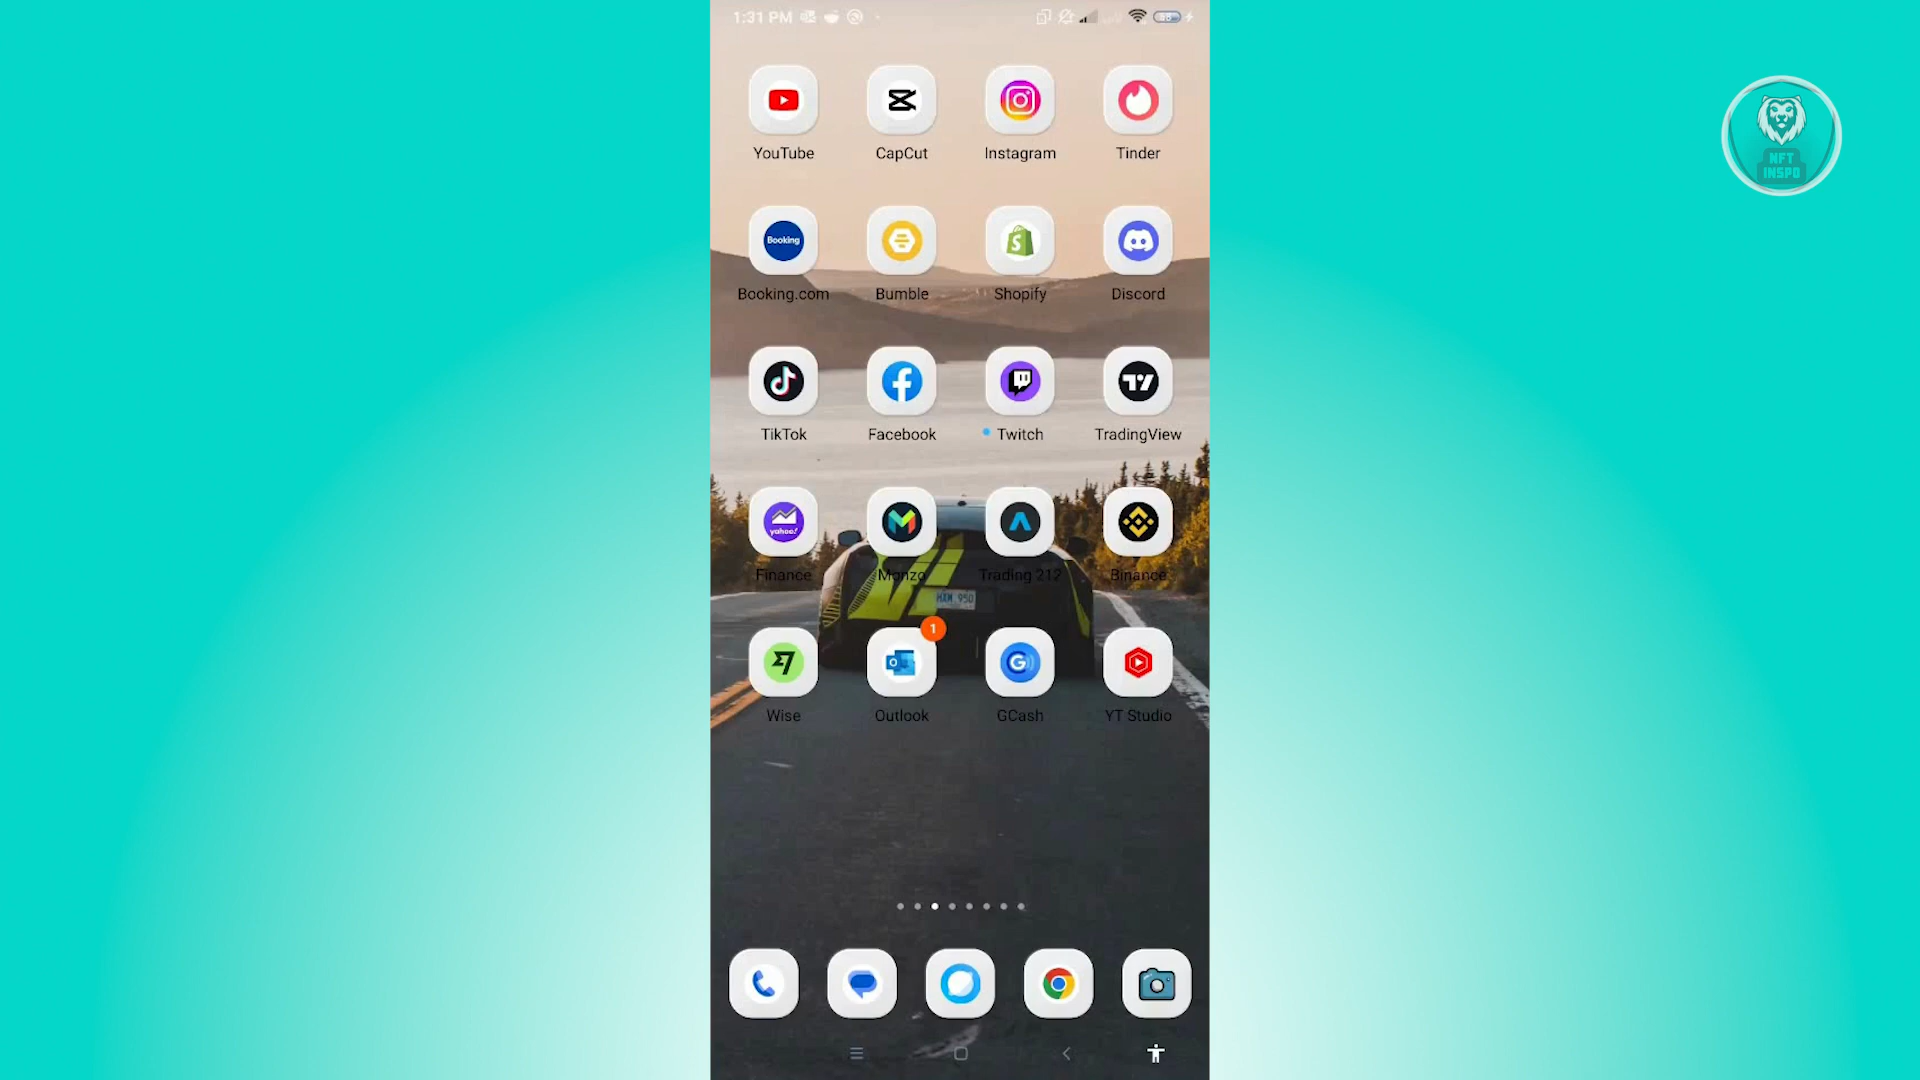 1:31 PM
YouTube CapCut Instagram Tinder
NFT
INSPO
Booking
Booking.com Bumble Shopify Discord
TikTok Facebook Twitch TradingView
yahoo!
Finance Monzo Trading 212 Binance
950
1
Wise Outlook GCash YT Studio